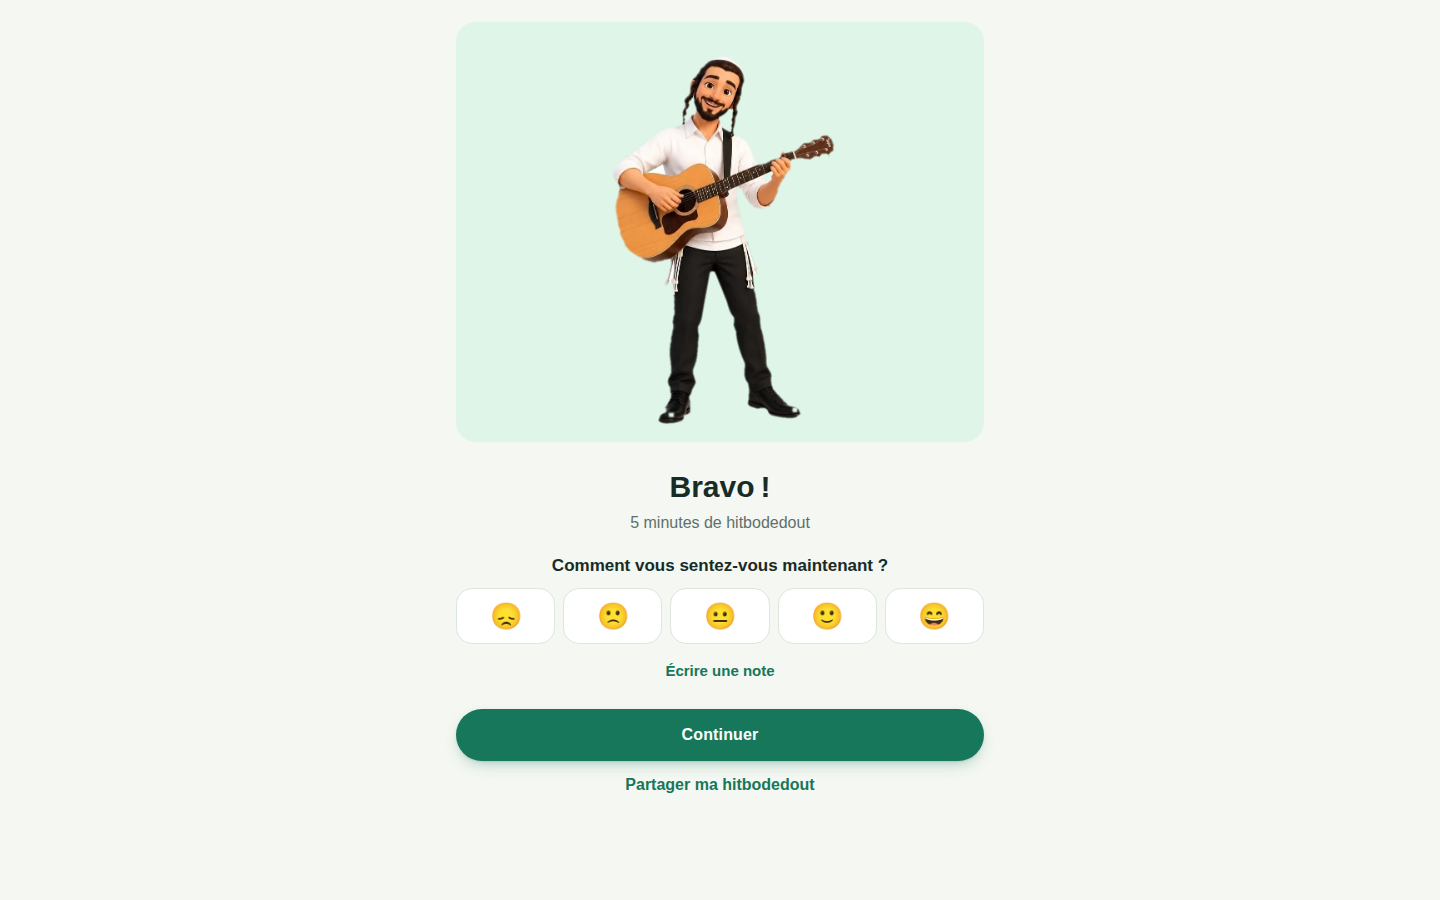 Bravo !
5 minutes de hitbodedout
Comment vous sentez-vous maintenant ?
Écrire une note
Continuer
Partager ma hitbodedout